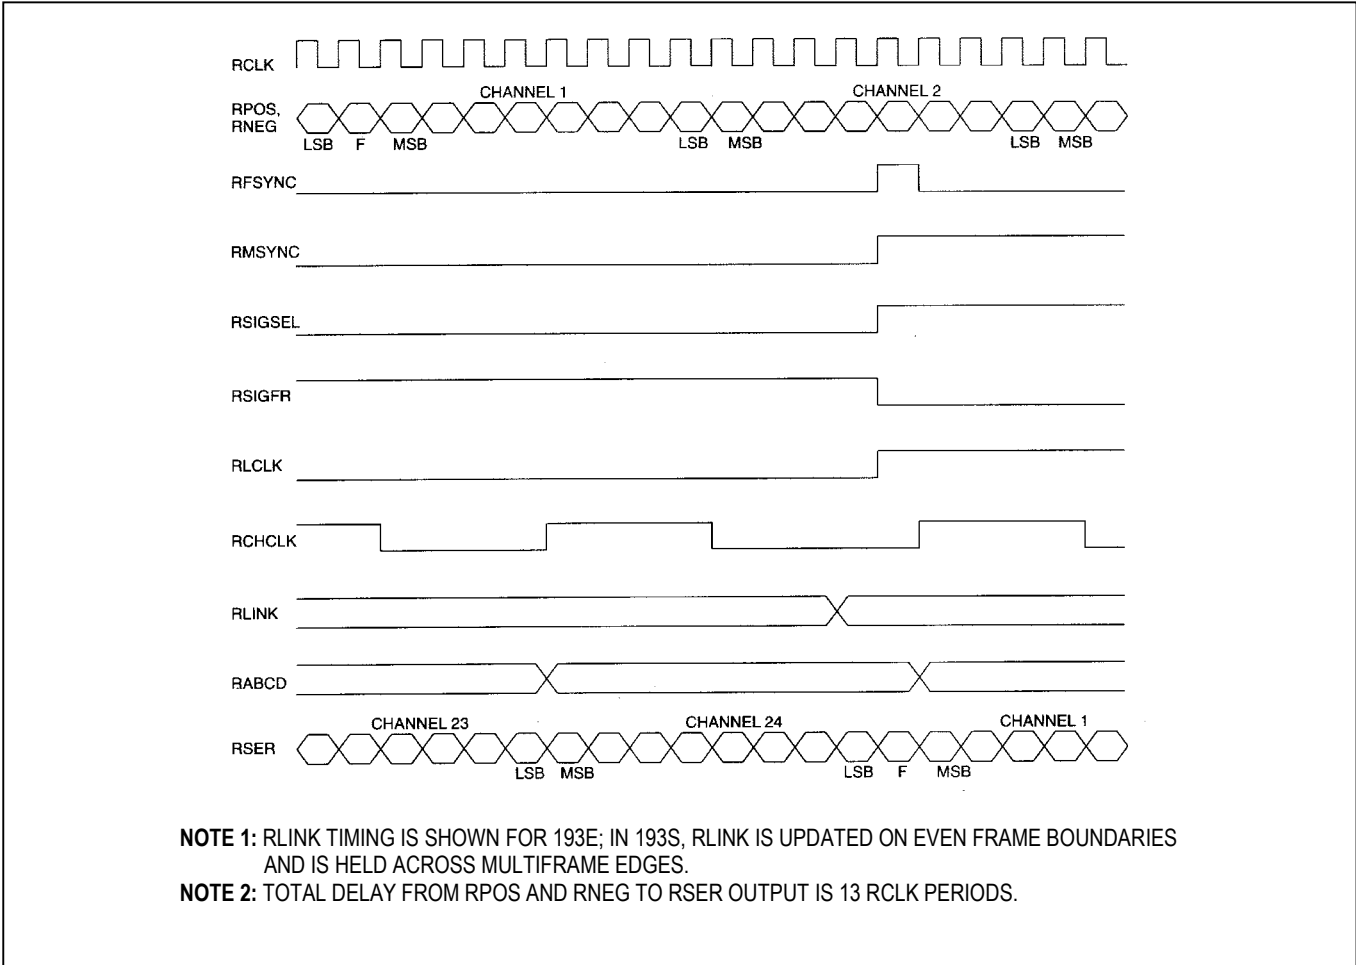 RCLK
CHANNEL 1 CHANNEL 2
RPOS,
RNEG
LSB F MSB LSB MSB LSB MSB
RFSYNC
RMSYNC
RSIGSEL
RSIGFR
RLCLK
RCHCLK
RLINK
RABCD
CHANNEL 23 CHANNEL 24 CHANNEL 1
RSER
LSB MSB LSB F MSB
NOTE 1: RLINK TIMING IS SHOWN FOR 193E; IN 193S, RLINK IS UPDATED ON EVEN FRAME BOUNDARIES
AND IS HELD ACROSS MULTIFRAME EDGES.
NOTE 2: TOTAL DELAY FROM RPOS AND RNEG TO RSER OUTPUT IS 13 RCLK PERIODS.